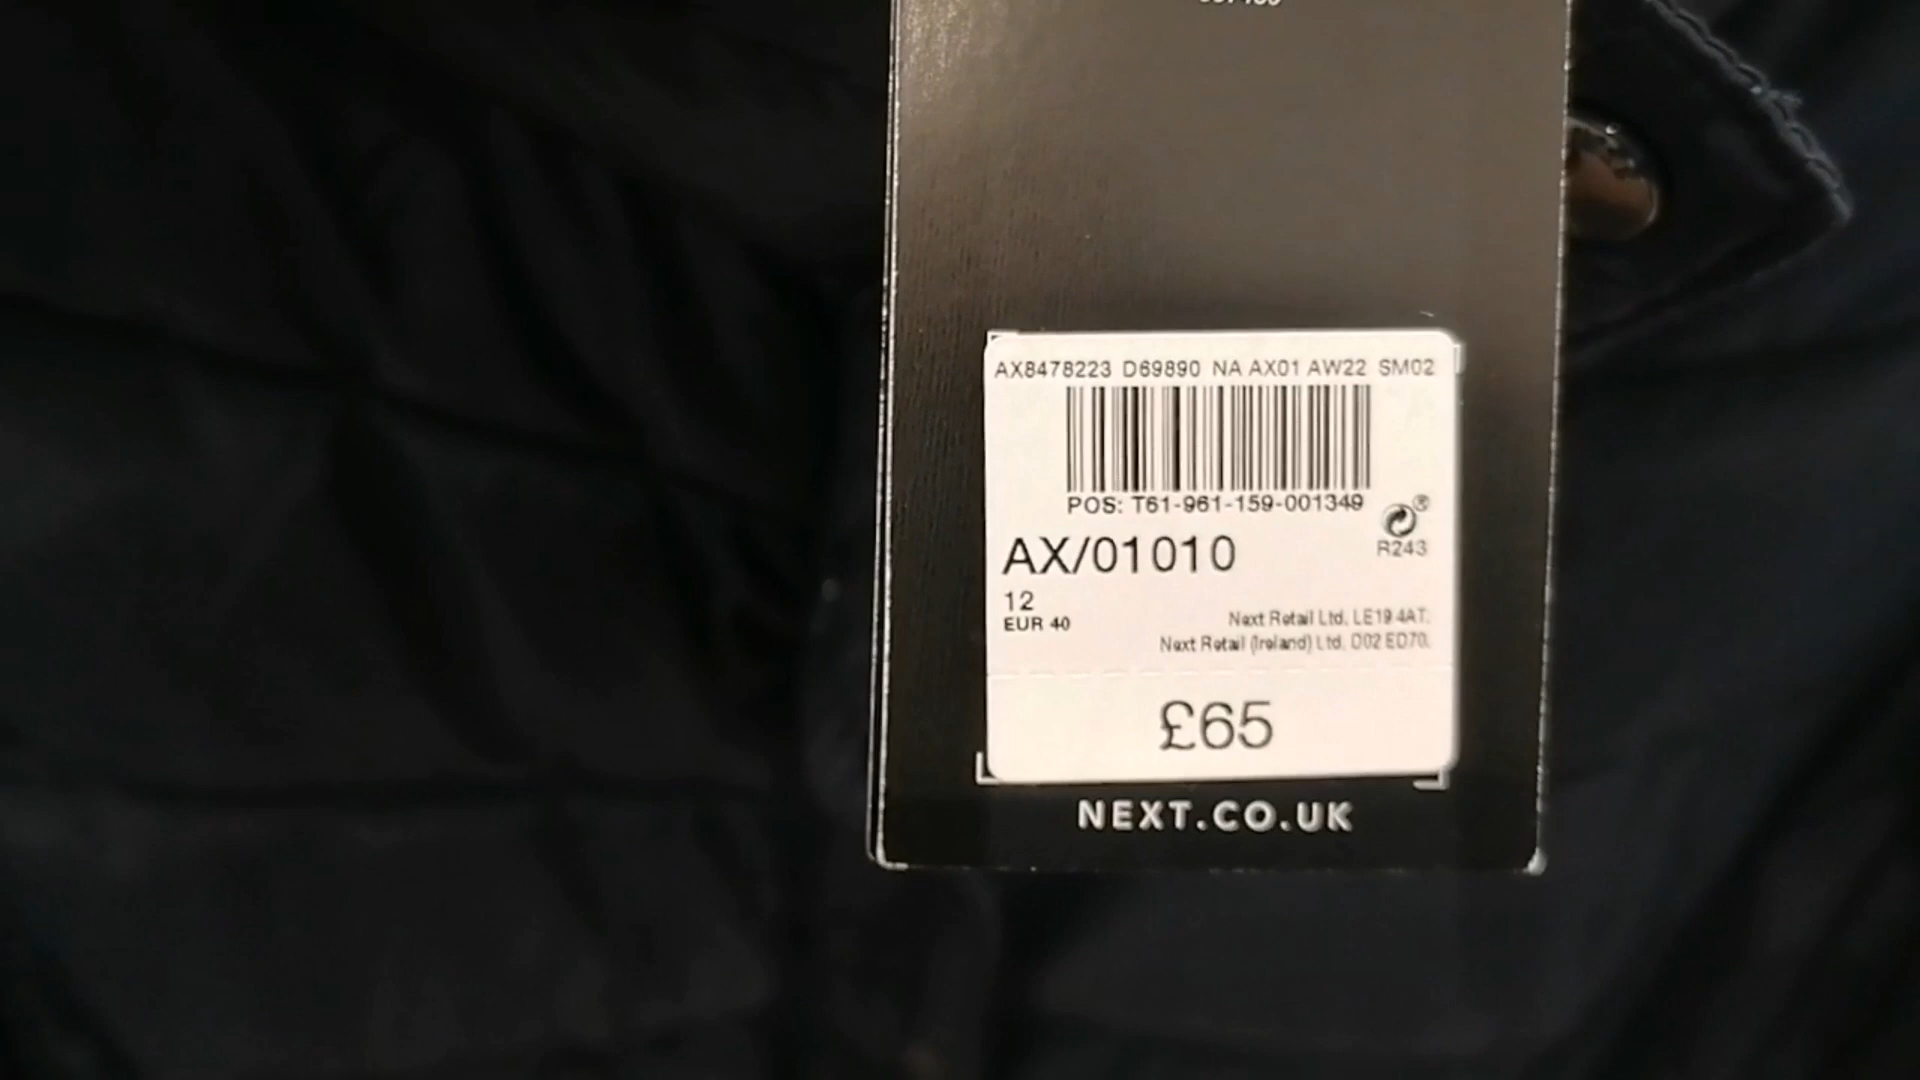 AX8478223 D69890 NA AX01 AW22 SM02
POS: T61-961-159-001349
®
R243
AX/01010
12
EUR 40
Next Retail Ltd. LE19 4AT.
Next Retail (Ireland) Ltd. D02 ED70.
£65
NEXT.CO.UK